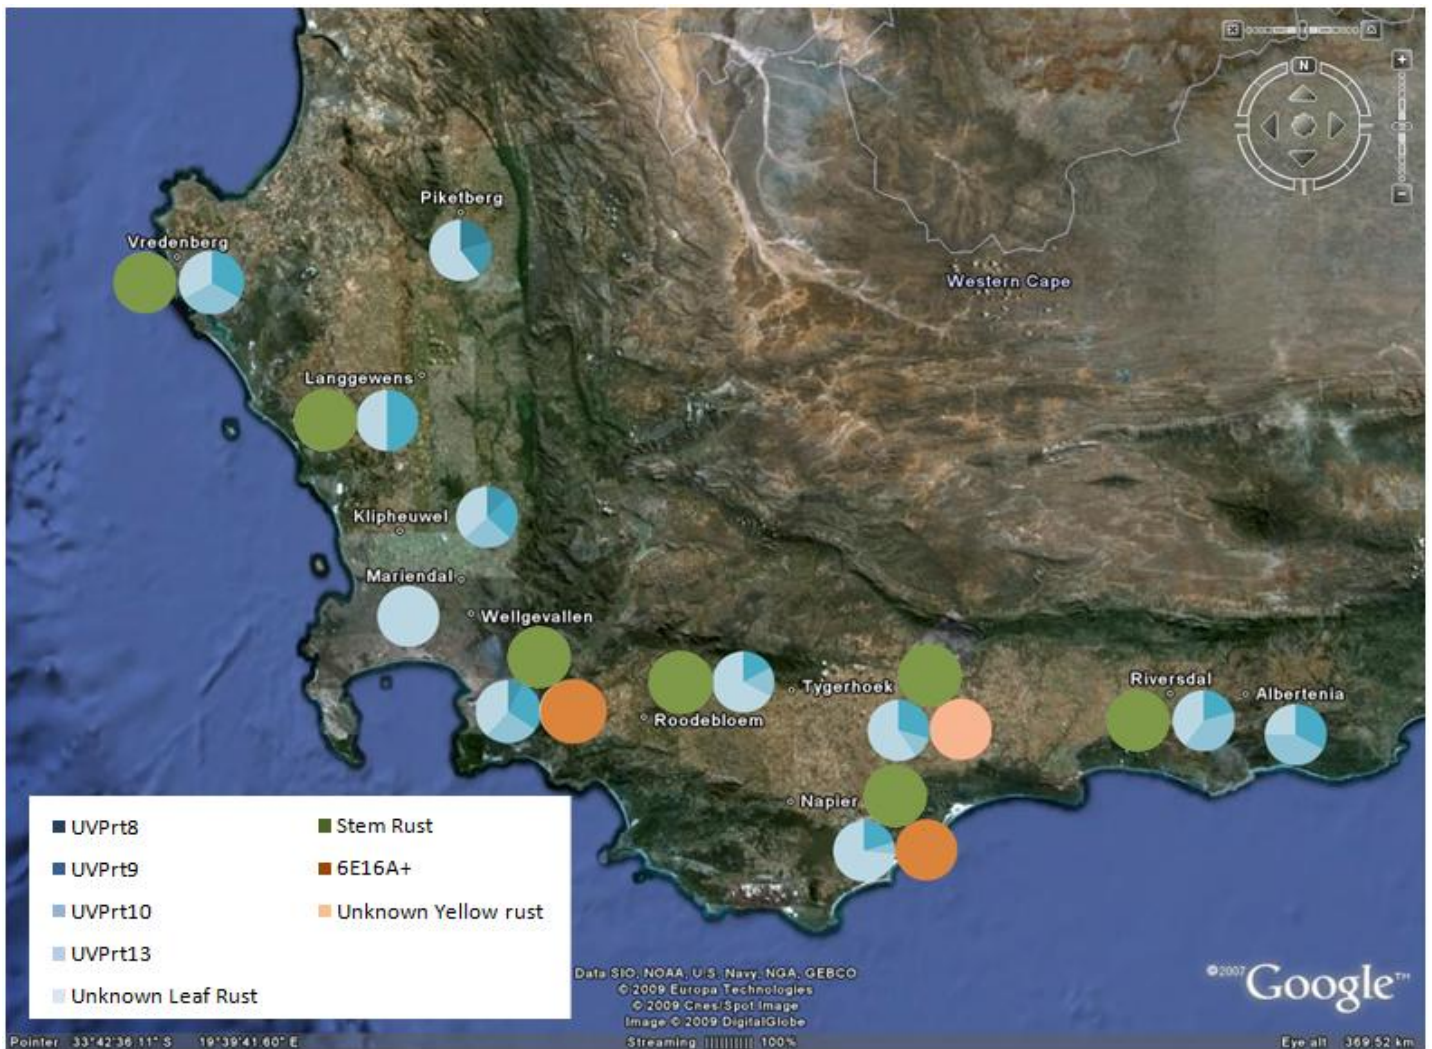 N
Piketberg
Vredenberg
Western Cape
Langgewens
Klipheuwel
Mariendal
Wellgevallen
Tygerhoek
Riversdal
Albertenia
Roodebloem
Napier
UVPrt8
UVPrt9
UVPrt10
UVPrt13
Unknown Leaf Rust
Stem Rust
6E16A+
Unknown Yellow rust
Data SIO, NOAA, U.S. Navy, NGA, GEBCO
© 2009 Europa Technologies
© 2009 Cnes/Spot Image
Image © 2009 DigitalGlobe
©2007 Google™
Pointer 33°42'36.11" S 19°39'41.60" E
Streaming |||||||||| 100%
Eye alt 369.52 km